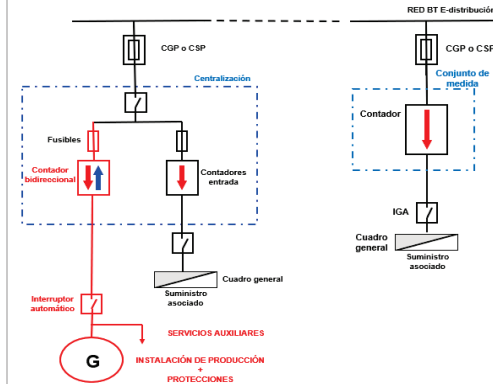 RED BT E-distribución
CGP o CSP
CGP o CSP
Centralización
Conjunto de
medida
Fusibles
Contador
Contador
bidireccional
Contadores
entrada
IGA
Cuadro
general
Suministro
asociado
Cuadro general
Suministro
asociado
Interruptor
automático
SERVICIOS AUXILIARES
G
INSTALACIÓN DE PRODUCCIÓN
+
PROTECCIONES